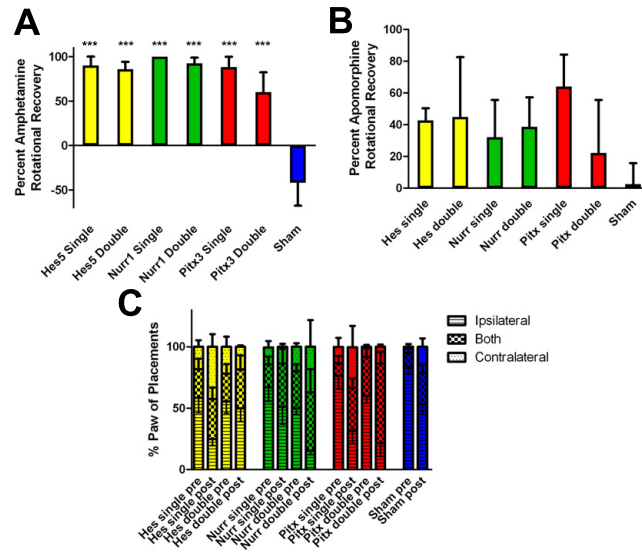 A
Percent Amphetamine
Rotational Recovery
100
50
0
-50
*** *** *** *** *** ***
Hes5 Single
Hes5 Double
Nurr1 Single
Nurr1 Double
Pitx3 Single
Pitx3 Double
Sham
B
Percent Apomorphine
Rotational Recovery
100
80
60
40
20
0
Hes single
Hes double
Nurr single
Nurr double
Pitx single
Pitx double
Sham
C
% Paw of Placements
100
50
0
Hes single pre
Hes single post
Hes double pre
Hes double post
Nurr single pre
Nurr single post
Nurr double pre
Nurr double post
Pitx single pre
Pitx single post
Pitx double pre
Pitx double post
Sham pre
Sham post
Ipsilateral
Both
Contralateral